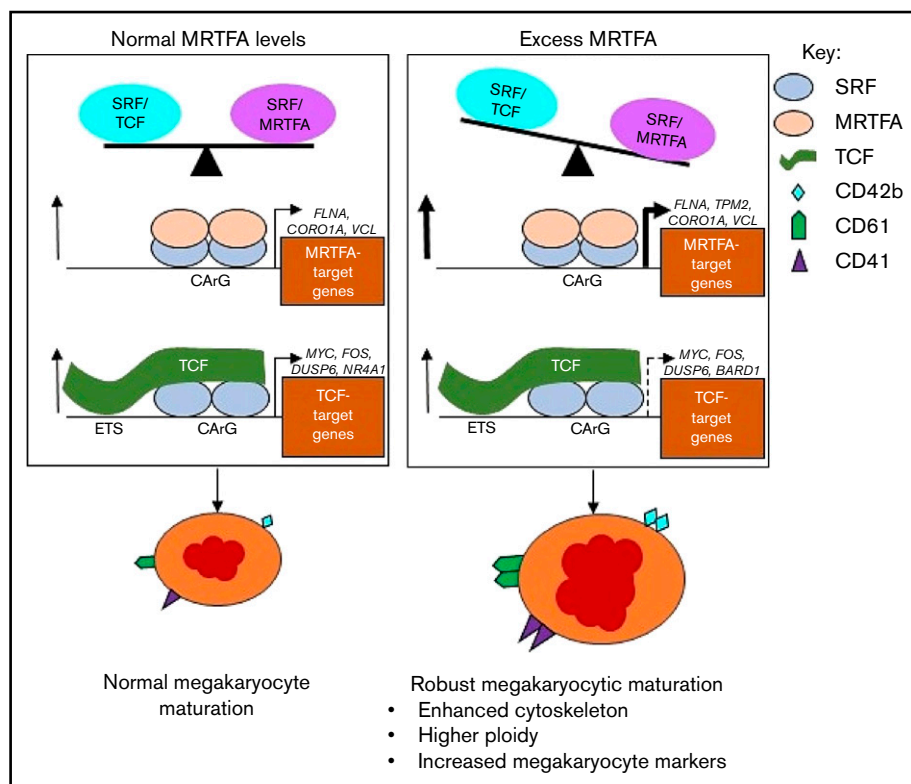 Normal MRTFA levels
SRF/
TCF
SRF/
MRTFA
FLNA,
CORO1A, VCL
MRTFA-
target
genes
CArG
TCF
MYC, FOS,
DUSP6, NR4A1
TCF-
target
genes
ETS
CArG
Normal megakaryocyte
maturation
Excess MRTFA
SRF/
TCF
SRF/
MRTFA
FLNA, TPM2,
CORO1A, VCL
MRTFA-
target
genes
CArG
TCF
MYC, FOS,
DUSP6, BARD1
TCF-
target
genes
ETS
CArG
Robust megakaryocytic maturation
• Enhanced cytoskeleton
• Higher ploidy
• Increased megakaryocyte markers
Key:
SRF
MRTFA
TCF
CD42b
CD61
CD41